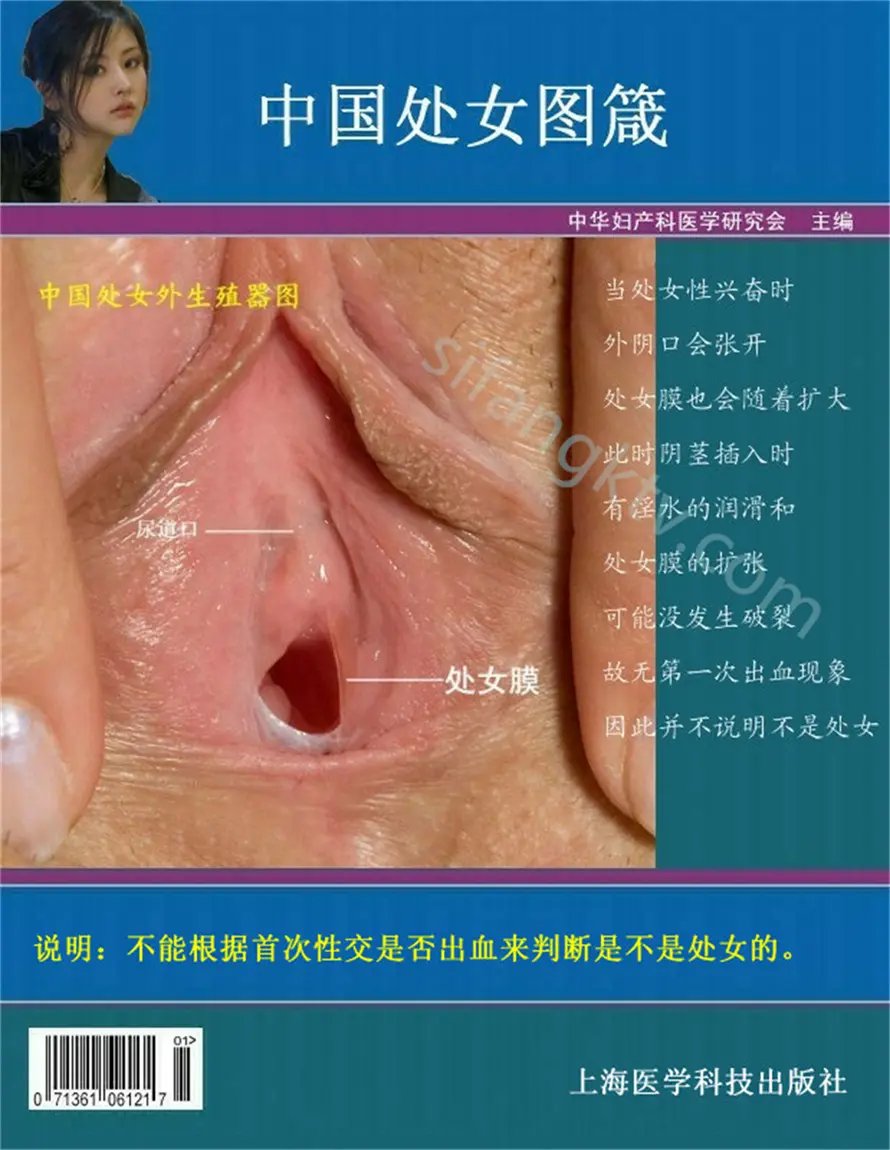 中国处女图箴
中华妇产科医学研究会 主编
中国处女外生殖器图
当处女性兴奋时
外阴口会张开
处女膜也会随着扩大
此时阴茎插入时
有淫水的润滑和
处女膜的扩张
可能没发生破裂
故无第一次出血现象
因此并不说明不是处女
尿道口
处女膜
sifangktv.com
说明：不能根据首次性交是否出血来判断是不是处女的。
01>
0 71361 06121 7
上海医学科技出版社